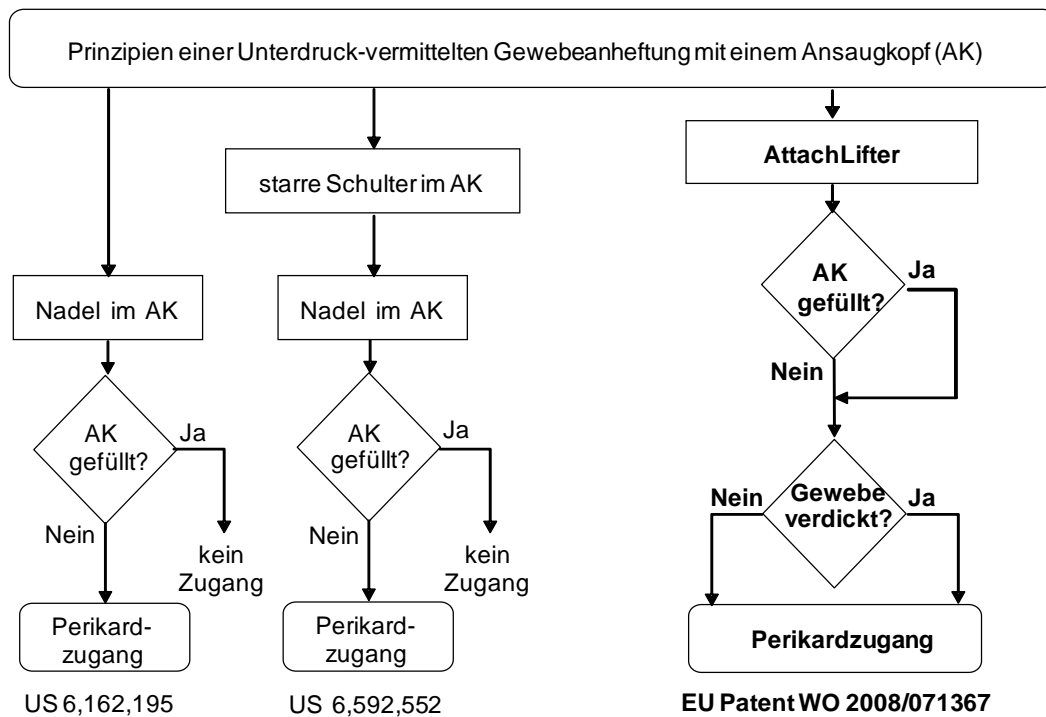 Prinzipien einer Unterdruck-vermittelten Gewebeanheftung mit einem Ansaugkopf (AK)
Nadel im AK
AK
gefüllt?
Ja
Nein
kein
Zugang
Perikard-
zugang
US 6,162,195
starre Schulter im AK
Nadel im AK
AK
gefüllt?
Ja
Nein
kein
Zugang
Perikard-
zugang
US 6,592,552
AttachLifter
AK
gefüllt?
Ja
Nein
Gewebe
verdickt?
Nein
Ja
Perikardzugang
EU Patent WO 2008/071367